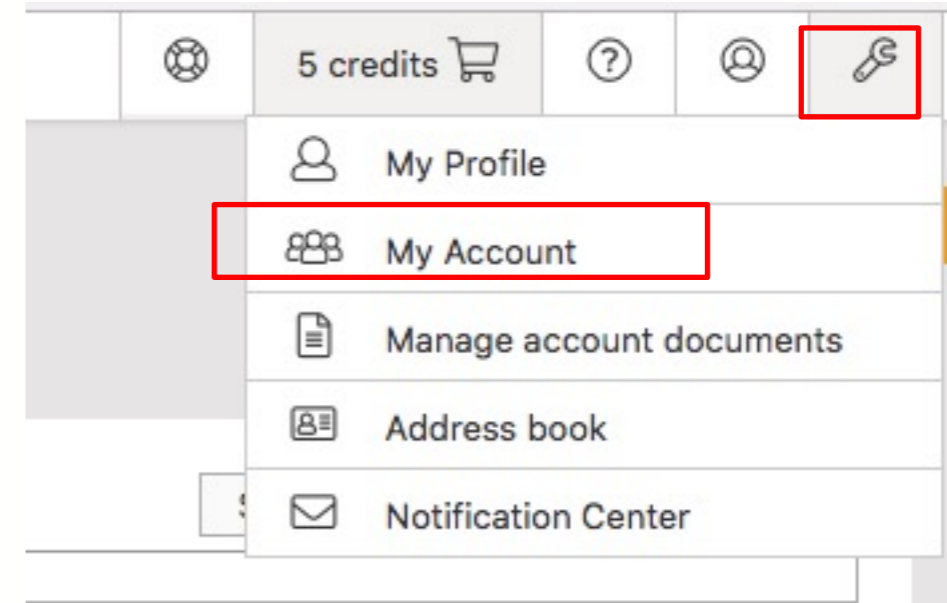 5 credits
My Profile
My Account
Manage account documents
Address book
Notification Center